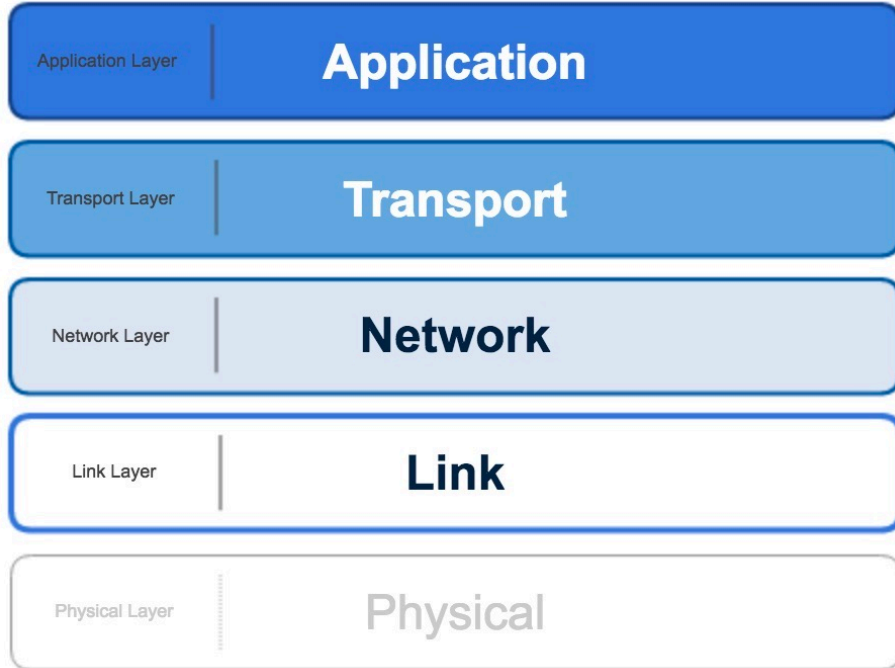 Application Layer
Application
Transport Layer
Transport
Network Layer
Network
Link Layer
Link
Physical Layer
Physical